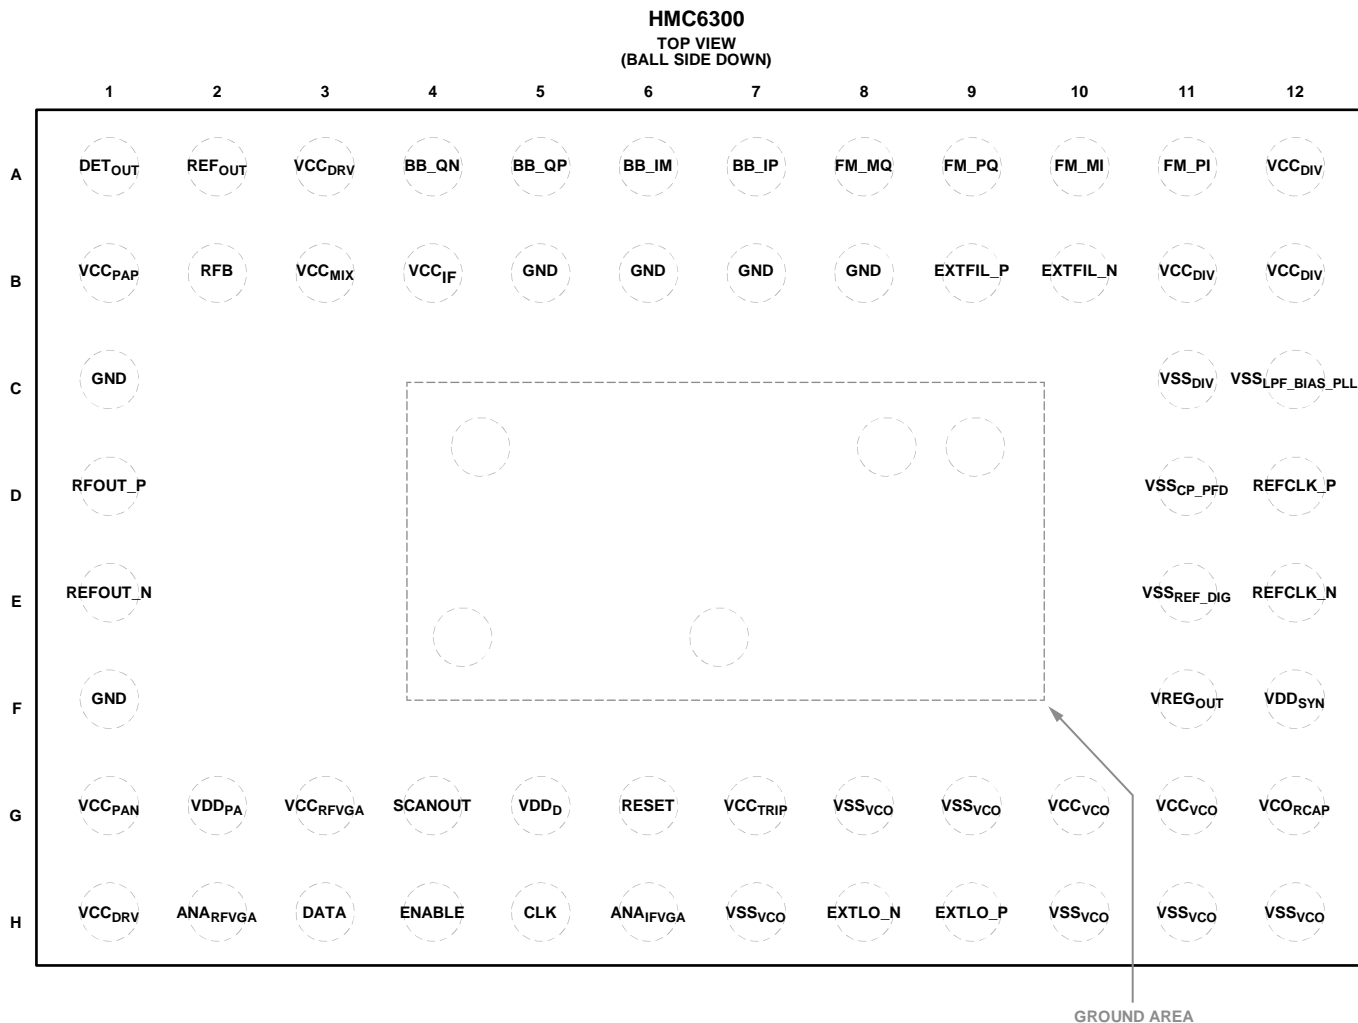 HMC6300
TOP VIEW
(BALL SIDE DOWN)
1 2 3 4 5 6 7 8 9 10 11 12
A DETOUT REFOUT VCCDRV BB_QN BB_QP BB_IM BB_IP FM_MQ FM_PQ FM_MI FM_PI VCCDIV
B VCCPAP RFB VCCMIX VCCIF GND GND GND GND EXTFIL_P EXTFIL_N VCCDIV VCCDIV
C GND VSSDIV VSSLPF_BIAS_PLL
D RFOUT_P VSSCP_PFD REFCLK_P
E REFOUT_N VSSREF_DIG REFCLK_N
F GND VREGOUT VDDSYN
G VCCPAN VDDPA VCCRFVGA SCANOUT VDDD RESET VCCTRIP VSSVCO VSSVCO VCCVCO VCCVCO VCORCAP
H VCCDRV ANARFVGA DATA ENABLE CLK ANAIFVGA VSSVCO EXTLO_N EXTLO_P VSSVCO VSSVCO VSSVCO
GROUND AREA